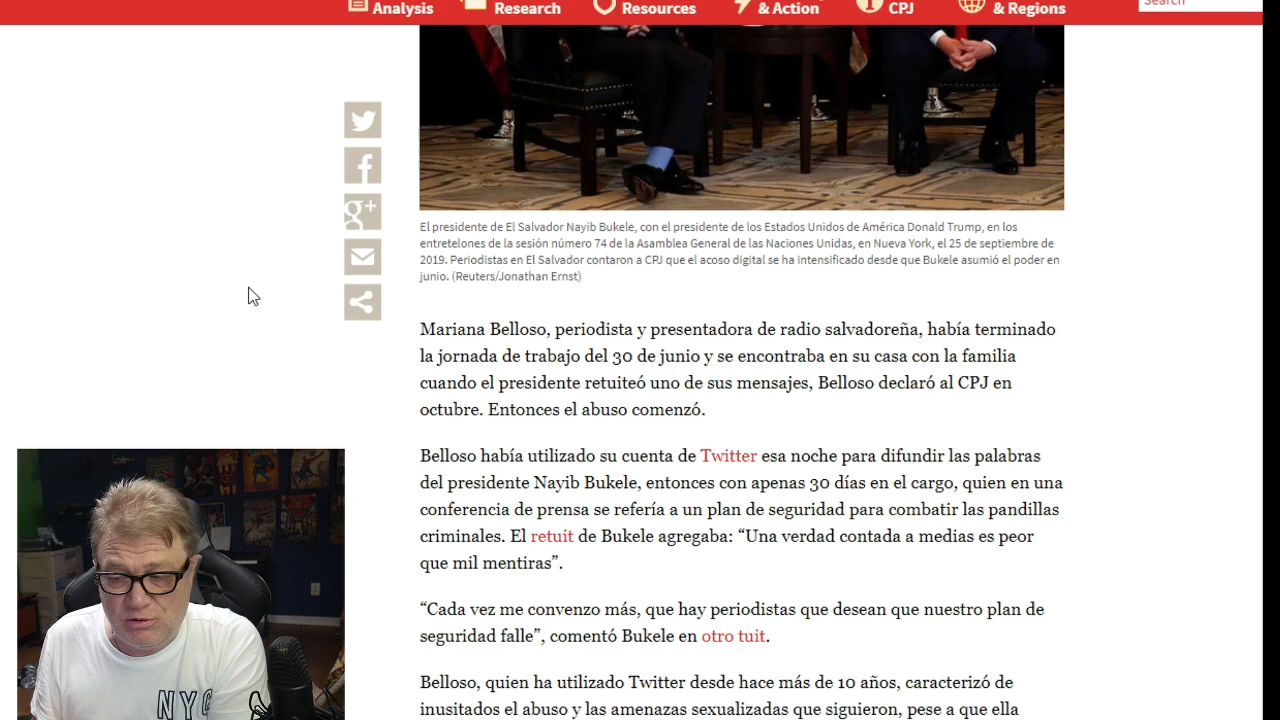 Analysis
Research
Resources
& Action
CPJ
& Regions
Search
El presidente de El Salvador Nayib Bukele, con el presidente de los Estados Unidos de América Donald Trump, en los
entretelones de la sesión número 74 de la Asamblea General de las Naciones Unidas, en Nueva York, el 25 de septiembre de
2019. Periodistas en El Salvador contaron a CPJ que el acoso digital se ha intensificado desde que Bukele asumió el poder en
junio. (Reuters/Jonathan Ernst)
Mariana Belloso, periodista y presentadora de radio salvadoreña, había terminado
la jornada de trabajo del 30 de junio y se encontraba en su casa con la familia
cuando el presidente retuiteó uno de sus mensajes, Belloso declaró al CPJ en
octubre. Entonces el abuso comenzó.
Belloso había utilizado su cuenta de Twitter esa noche para difundir las palabras
del presidente Nayib Bukele, entonces con apenas 30 días en el cargo, quien en una
conferencia de prensa se refería a un plan de seguridad para combatir las pandillas
criminales. El retuit de Bukele agregaba: “Una verdad contada a medias es peor
que mil mentiras”.
“Cada vez me convenzo más, que hay periodistas que desean que nuestro plan de
seguridad falle”, comentó Bukele en otro tuit.
Belloso, quien ha utilizado Twitter desde hace más de 10 años, caracterizó de
inusitados el abuso y las amenazas sexualizadas que siguieron, pese a que ella
NYC